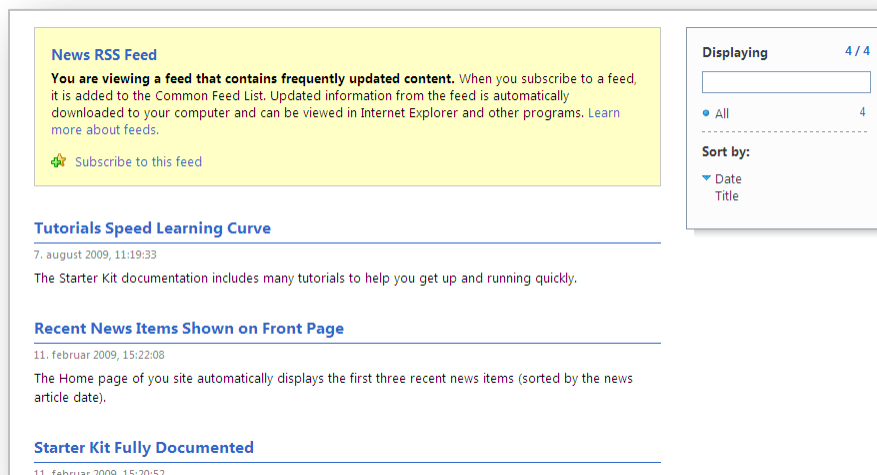 News RSS Feed
You are viewing a feed that contains frequently updated content. When you subscribe to a feed,
it is added to the Common Feed List. Updated information from the feed is automatically
downloaded to your computer and can be viewed in Internet Explorer and other programs. Learn
more about feeds.
Subscribe to this feed
Tutorials Speed Learning Curve
7. august 2009, 11:19:33
The Starter Kit documentation includes many tutorials to help you get up and running quickly.
Recent News Items Shown on Front Page
11. februar 2009, 15:22:08
The Home page of you site automatically displays the first three recent news items (sorted by the news
article date).
Starter Kit Fully Documented
11. februar 2009, 15:20:52
Displaying 4 / 4
All 4
Sort by:
Date
Title